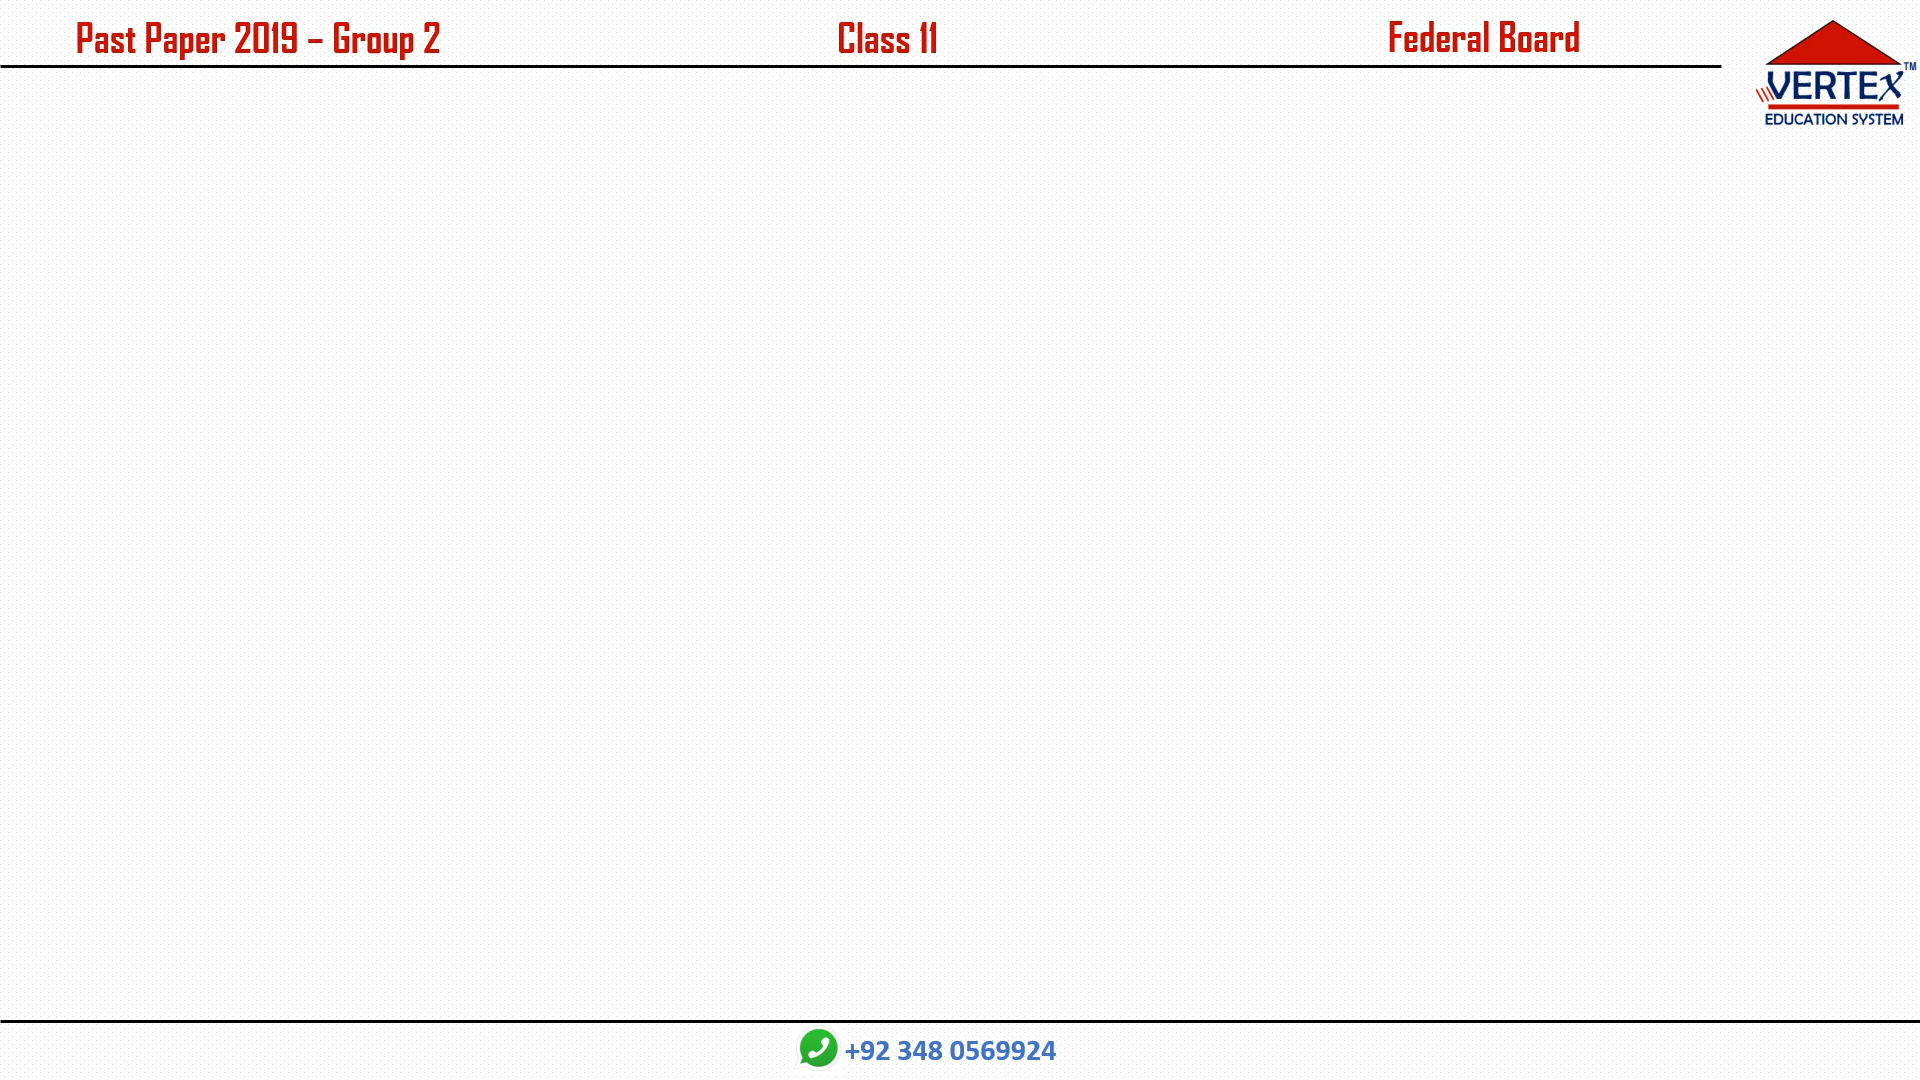 Past Paper 2019 – Group 2
Class 11
Federal Board
VERTEX TM
EDUCATION SYSTEM
+92 348 0569924